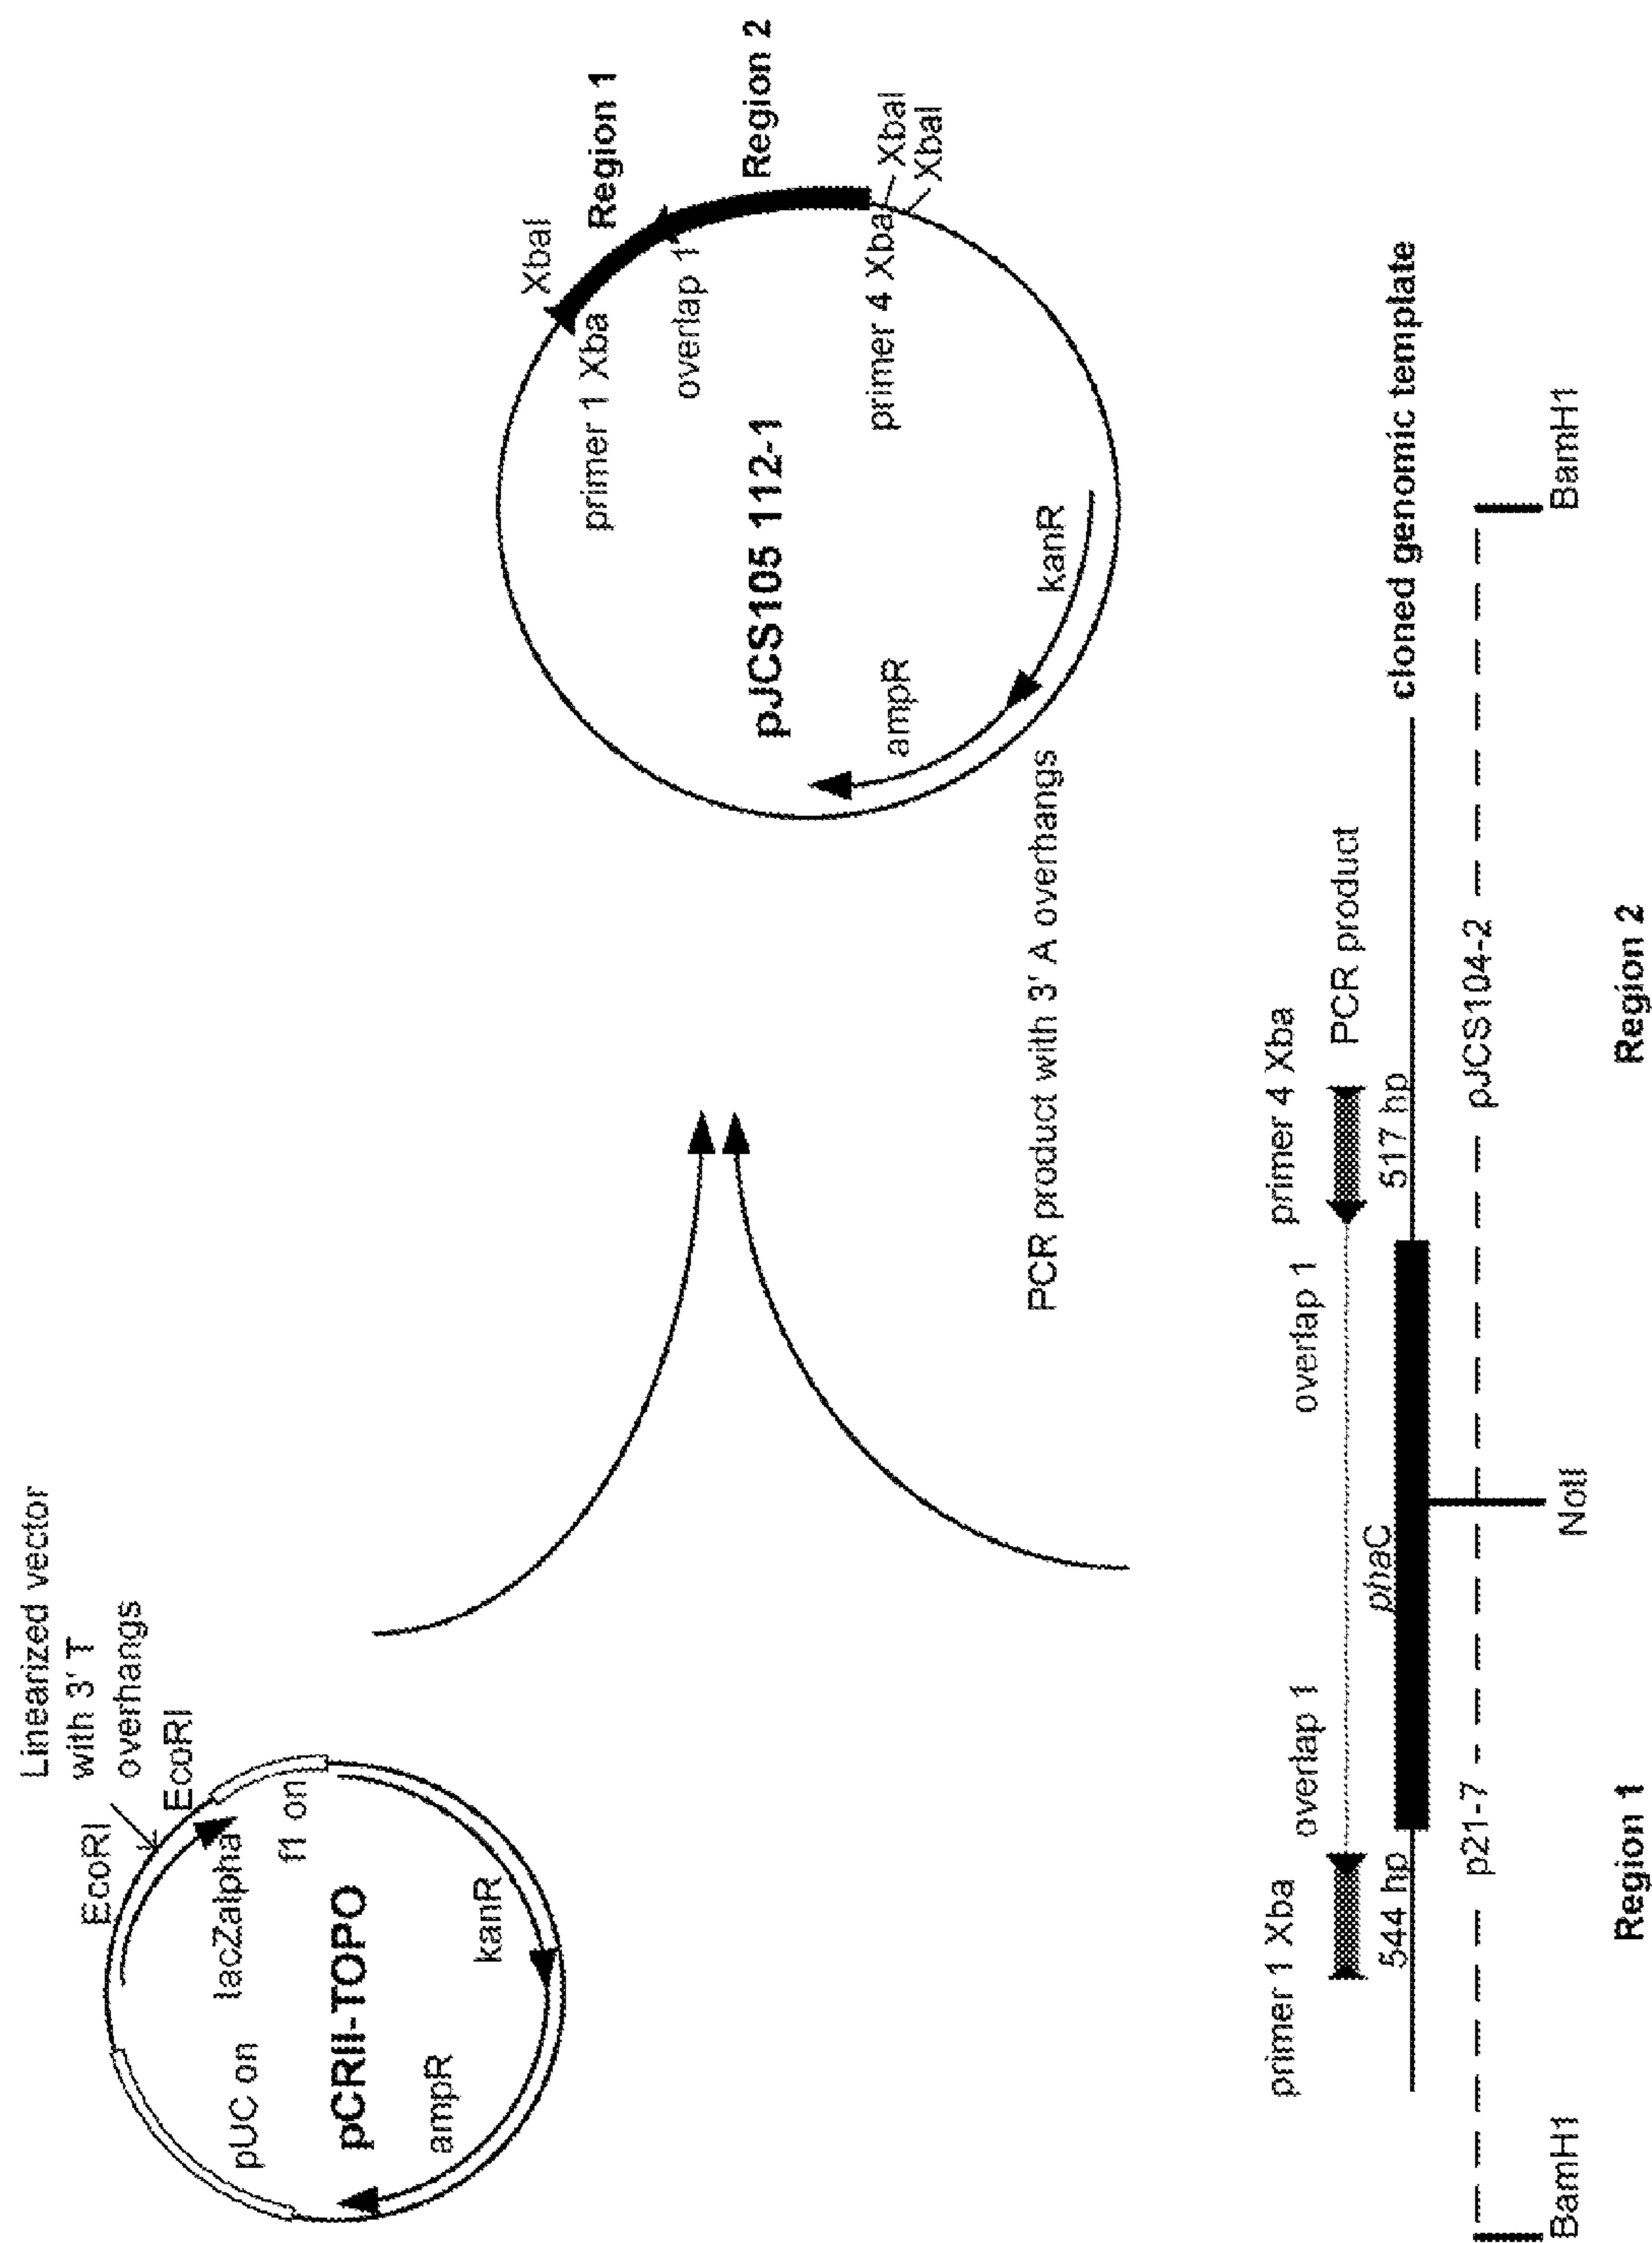 Linearized vector
with 3' T
overhangs
EcoRI
EcoRI
pUC ori
lacZalpha
f1 ori
pCRII-TOPO
ampR
kanR
XbaI
Region 1
primer 1 Xba
overlap 1
Region 2
pJCS105 112-1
primer 4 Xba
XbaI
XbaI
ampR
kanR
PCR product with 3' A overhangs
primer 1 Xba
overlap 1
overlap 1
primer 4 Xba
PCR product
544 bp
phaC
517 bp
cloned genomic template
p21-7
pJCS104-2
BamH1
NotI
BamH1
Region 1
Region 2